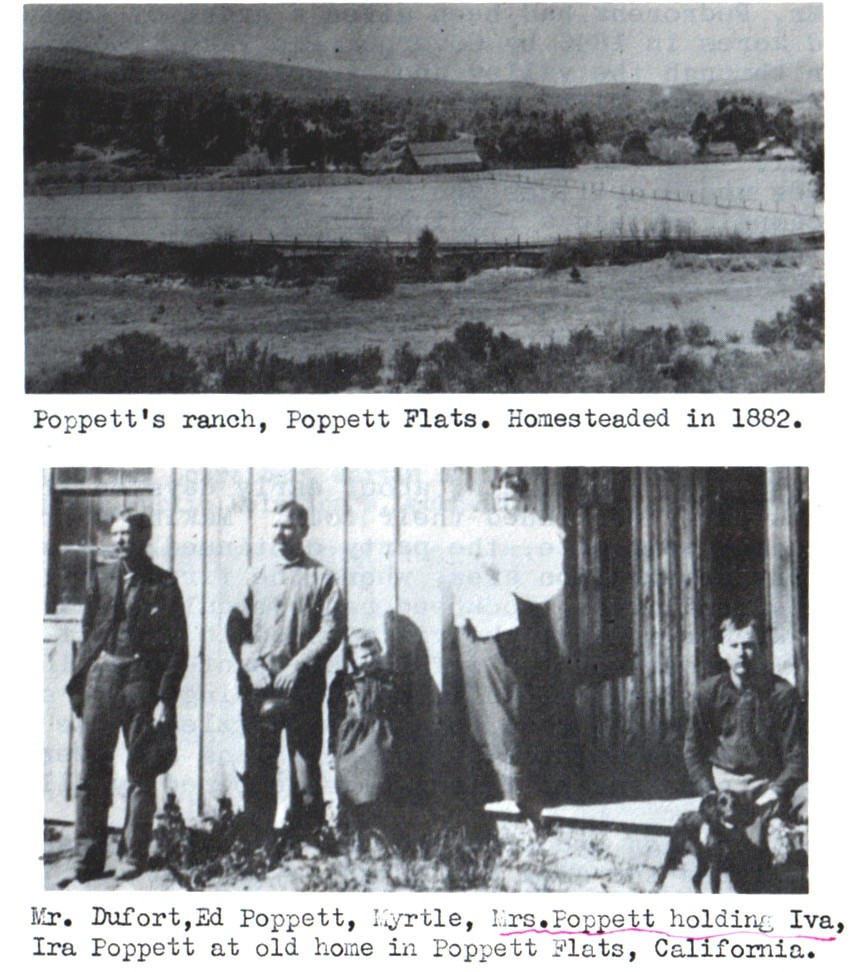 Poppett's ranch, Poppett Flats. Homesteaded in 1882.
Mr. Dufort,Ed Poppett, Myrtle, Mrs.Poppett holding Iva,
Ira Poppett at old home in Poppett Flats, California.